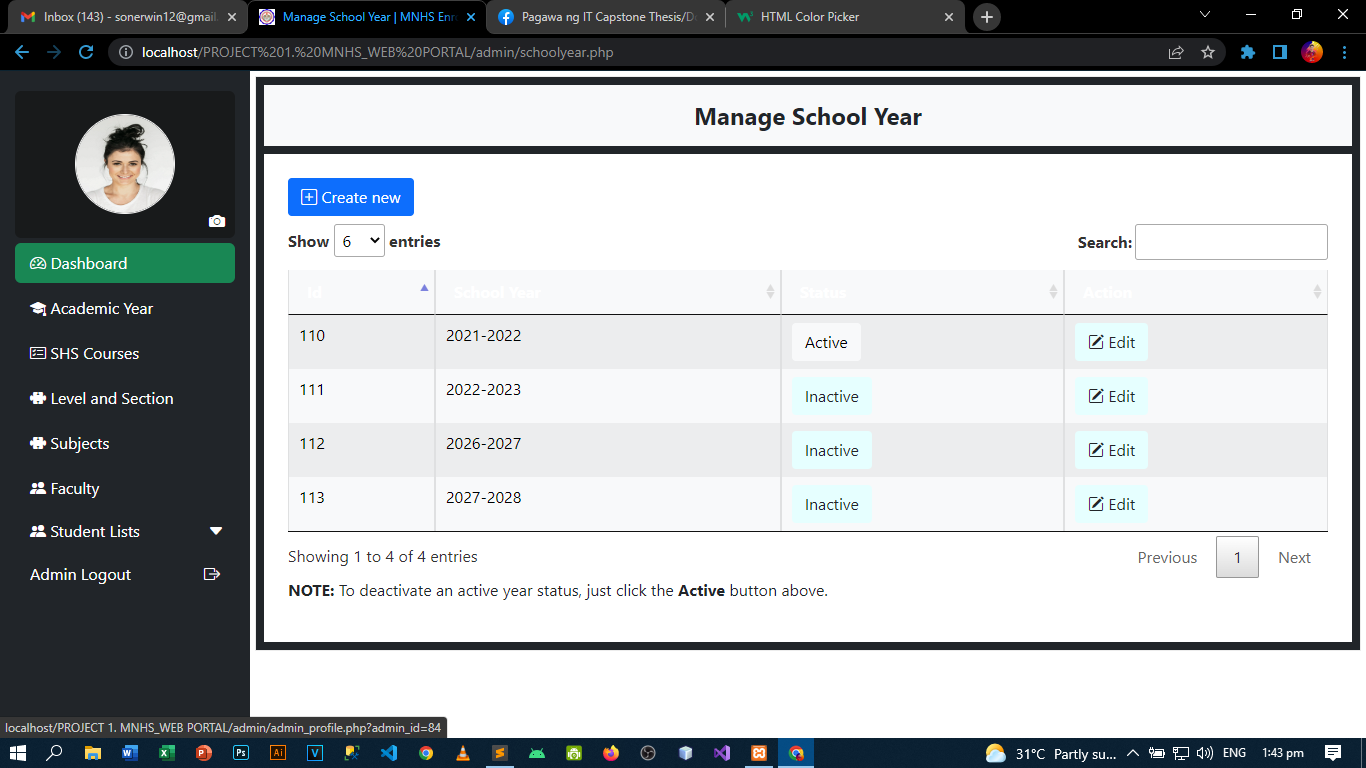 Inbox (143) - sonerwin12@gmail.
Manage School Year | MNHS Enro
Pagawa ng IT Capstone Thesis/Du
HTML Color Picker
localhost/PROJECT%201.%20MNHS_WEB%20PORTAL/admin/schoolyear.php
Manage School Year
Create new
Show 6 entries
Search:
Dashboard
Academic Year
SHS Courses
Level and Section
Subjects
Faculty
Student Lists
Admin Logout
Id School Year Status Action
110 2021-2022 Active Edit
111 2022-2023 Inactive Edit
112 2026-2027 Inactive Edit
113 2027-2028 Inactive Edit
Showing 1 to 4 of 4 entries
Previous 1 Next
NOTE: To deactivate an active year status, just click the Active button above.
localhost/PROJECT 1. MNHS_WEB PORTAL/admin/admin_profile.php?admin_id=84
31°C Partly su... ENG 1:43 pm